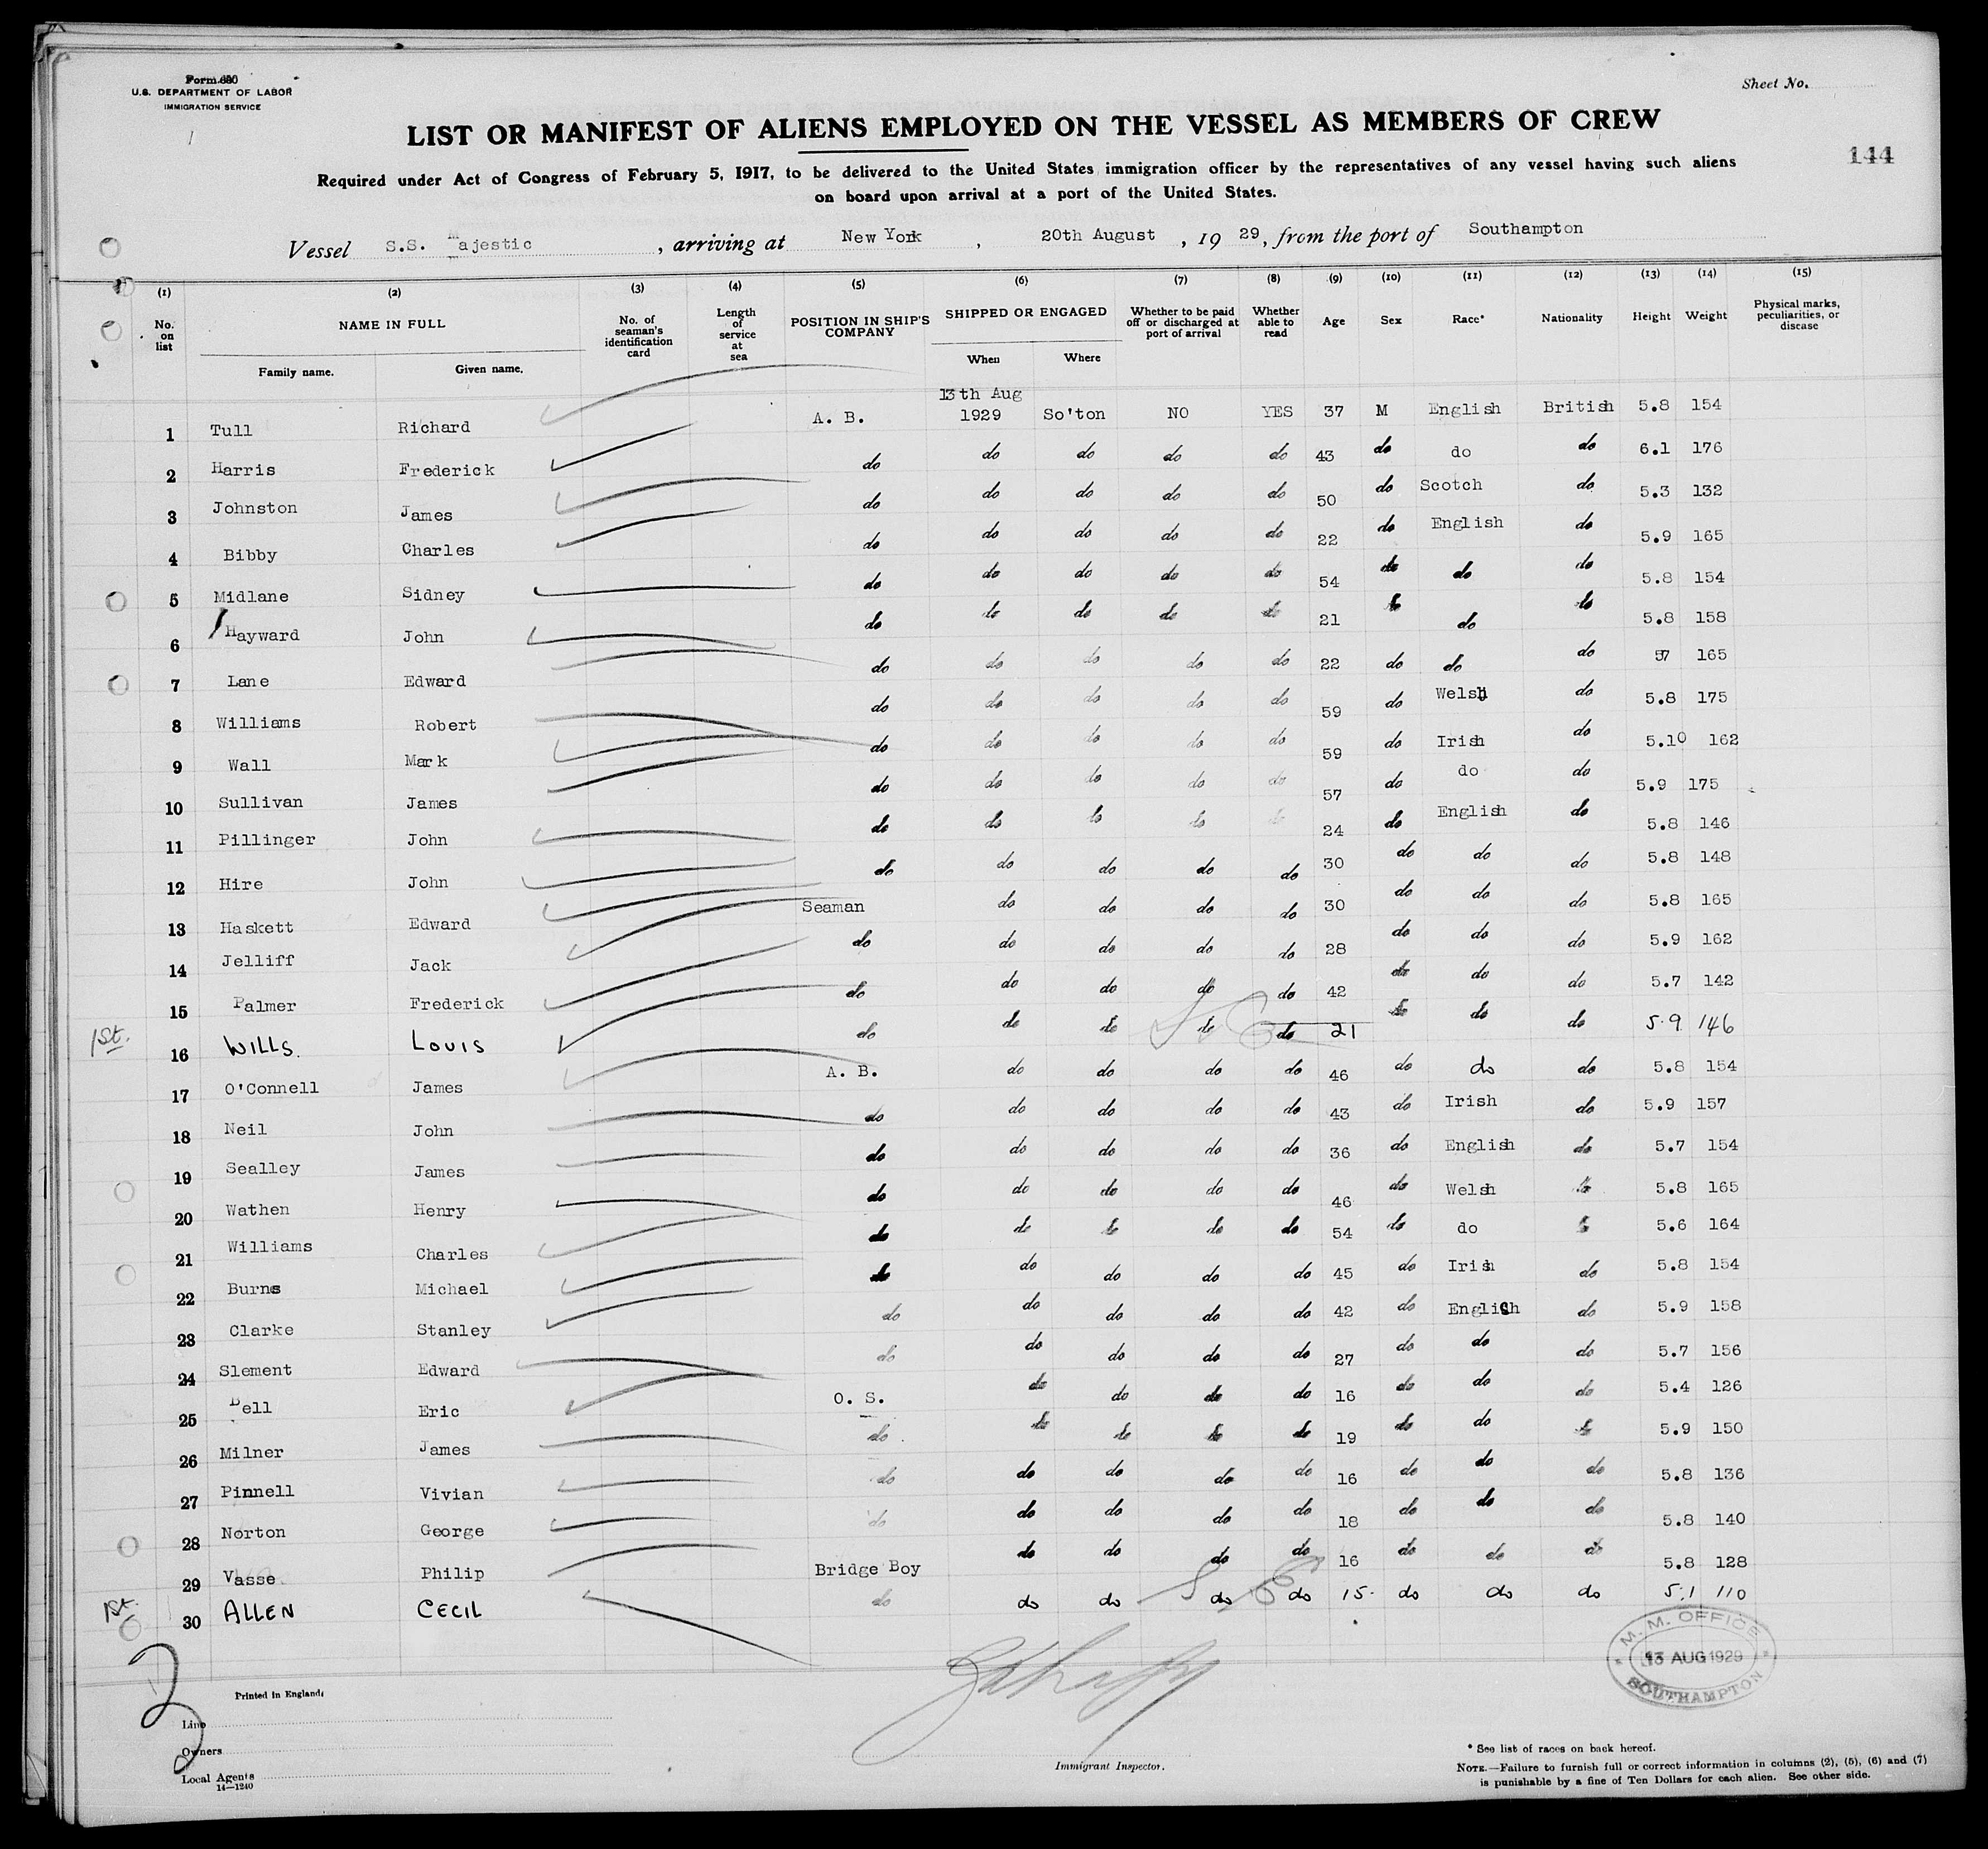 Form 680
U.S. DEPARTMENT OF LABOR
IMMIGRATION SERVICE
Sheet No.
LIST OR MANIFEST OF ALIENS EMPLOYED ON THE VESSEL AS MEMBERS OF CREW
144
Required under Act of Congress of February 5, 1917, to be delivered to the United States immigration officer by the representatives of any vessel having such aliens
on board upon arrival at a port of the United States.
Vessel S.S. Majestic, arriving at New York, 20th August, 1929, from the port of Southampton
(1) (2) (3) (4) (5) (6) (7) (8) (9) (10) (11) (12) (13) (14) (15)
No. on list NAME IN FULL No. of seaman's identification card Length of service at sea POSITION IN SHIP'S COMPANY SHIPPED OR ENGAGED Whether to be paid off or discharged at port of arrival Whether able to read Age Sex Race* Nationality Height Weight Physical marks, peculiarities, or disease
Family name. Given name. When Where
1 Tull Richard A. B. 13th Aug 1929 So'ton NO YES 37 M English British 5.8 154
2 Harris Frederick do do do do do 43 do do do 6.1 176
3 Johnston James do do do do do 50 do Scotch do 5.3 132
4 Bibby Charles do do do do do 22 do English do 5.9 165
5 Midlane Sidney do do do do do 54 do do do 5.8 154
6 Hayward John do do do do do 21 do do do 5.8 158
7 Lane Edward do do do do do 22 do do do 57 165
8 Williams Robert do do do do do 59 do Welsh do 5.8 175
9 Wall Mark do do do do do 59 do Irish do 5.10 162
10 Sullivan James do do do do do 57 do do do 5.9 175
11 Pillinger John do do do do do 24 do English do 5.8 146
12 Hire John do do do do do 30 do do do 5.8 148
13 Haskett Edward Seaman do do do do 30 do do do 5.8 165
14 Jelliff Jack do do do do do 28 do do do 5.9 162
15 Palmer Frederick do do do do do 42 do do do 5.7 142
1st. 16 WILLS. LOUIS do do do do do 21 do do do 5.9 146
17 O'Connell James A. B. do do do do 46 do do do 5.8 154
18 Neil John do do do do do 43 do Irish do 5.9 157
19 Sealley James do do do do do 36 do English do 5.7 154
20 Wathen Henry do do do do do 46 do Welsh do 5.8 165
21 Williams Charles do do do do do 54 do do do 5.6 164
22 Burns Michael do do do do do 45 do Irish do 5.8 154
23 Clarke Stanley do do do do do 42 do English do 5.9 158
24 Slement Edward do do do do do 27 do do do 5.7 156
25 Bell Eric O. S. do do do do 16 do do do 5.4 126
26 Milner James do do do do do 19 do do do 5.9 150
27 Pinnell Vivian do do do do do 16 do do do 5.8 136
28 Norton George do do do do do 18 do do do 5.8 140
29 Vasse Philip Bridge Boy do do do do 16 do do do 5.8 128
1st. 30 ALLEN CECIL do do do do do 15. do do do 5.1 110
M. M. OFFICE
13 AUG 1929
SOUTHAMPTON
2
Printed in England.
Line
Owners
Local Agents
14—1240
Immigrant Inspector.
* See list of races on back hereof.
NOTE.—Failure to furnish full or correct information in columns (2), (5), (6) and (7)
is punishable by a fine of Ten Dollars for each alien. See other side.